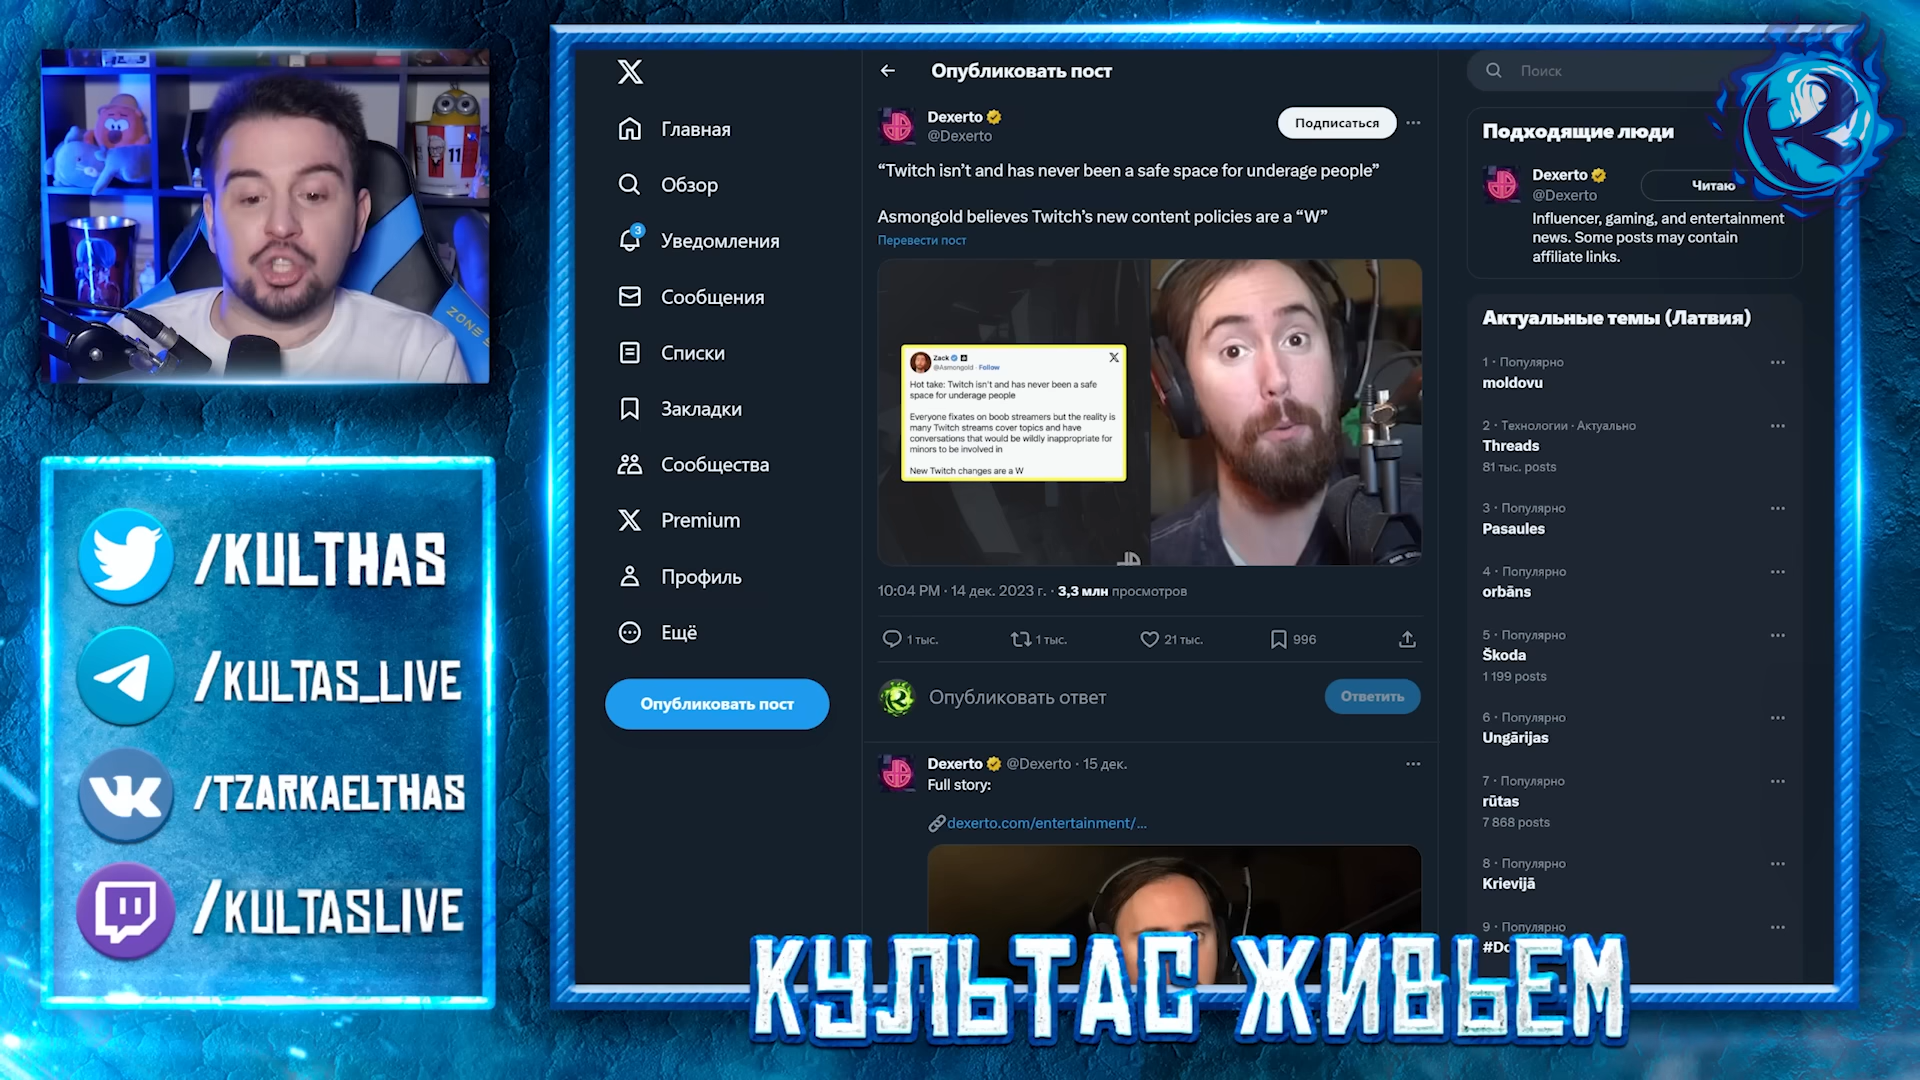 ZONE
11
/KULTHAS
/KULTAS_LIVE
/TZARKAELTHAS
/KULTASLIVE
Главная
Обзор
3
Уведомления
Сообщения
Списки
Закладки
Сообщества
Premium
Профиль
Ещё
Опубликовать пост
Опубликовать пост
Dexerto
@Dexerto
Подписаться
“Twitch isn’t and has never been a safe space for underage people”
Asmongold believes Twitch’s new content policies are a “W”
Перевести пост
Zack
@Asmongold · Follow
Hot take: Twitch isn't and has never been a safe
space for underage people
Everyone fixates on boob streamers but the reality is
many Twitch streams cover topics and have
conversations that would be wildly inappropriate for
minors to be involved in
New Twitch changes are a W
10:04 PM · 14 дек. 2023 г. · 3,3 млн просмотров
1 тыс. 1 тыс. 21 тыс. 996
Опубликовать ответ
Ответить
Dexerto @Dexerto · 15 дек.
Full story:
dexerto.com/entertainment/…
Поиск
Подходящие люди
Dexerto
@Dexerto
Читаю
Influencer, gaming, and entertainment
news. Some posts may contain
affiliate links.
Актуальные темы (Латвия)
1 · Популярно
moldovu
2 · Технологии · Актуально
Threads
81 тыс. posts
3 · Популярно
Pasaules
4 · Популярно
orbāns
5 · Популярно
Škoda
1 199 posts
6 · Популярно
Ungārijas
7 · Популярно
rūtas
7 868 posts
8 · Популярно
Krievijā
9 · Популярно
КУЛЬТАС ЖИВЬЕМ